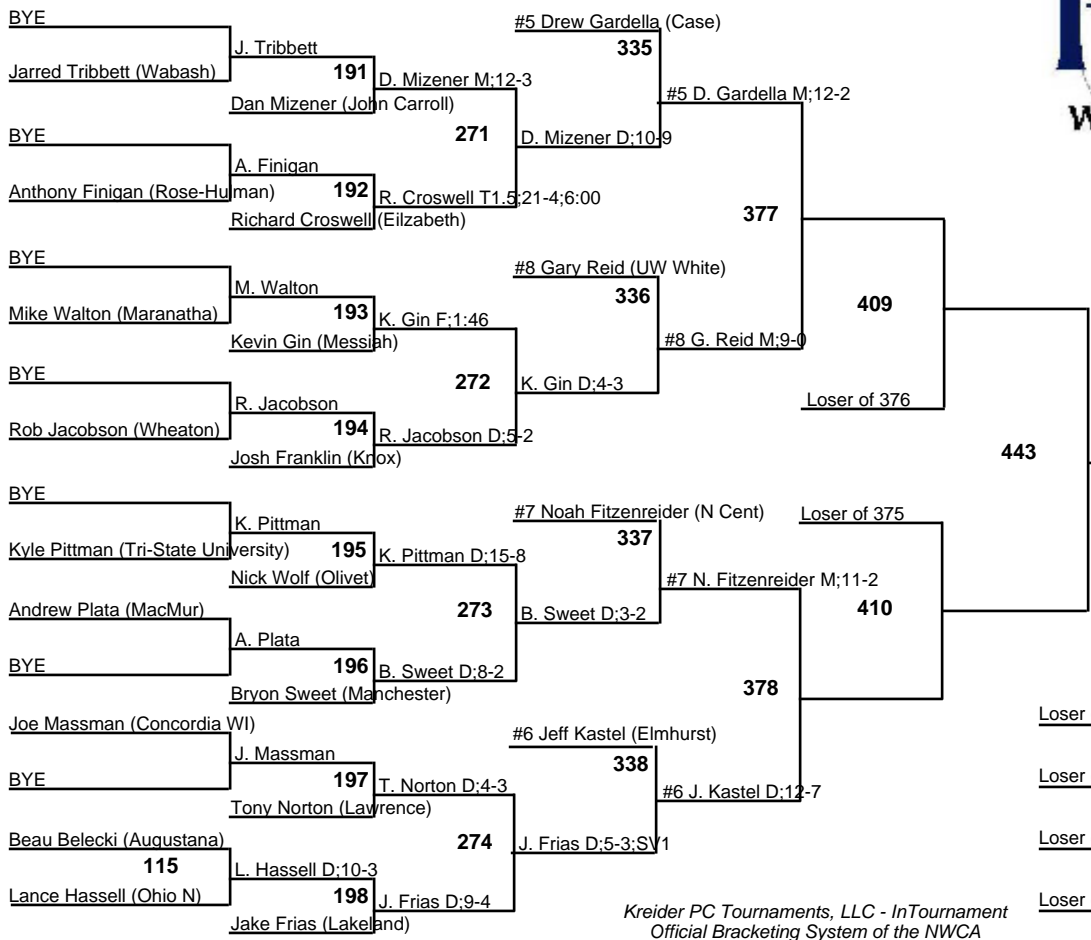 BYE
#5 Drew Gardella (Case)
J. Tribbett
335
Jarred Tribbett (Wabash)
191
D. Mizener M;12-3
#5 D. Gardella M;12-2
Dan Mizener (John Carroll)
271
D. Mizener D;10-9
BYE
A. Finigan
Anthony Finigan (Rose-Hulman)
192
R. Croswell T1.5;21-4;6:00
377
Richard Croswell (Eilzabeth)
BYE
#8 Gary Reid (UW White)
M. Walton
336
409
Mike Walton (Maranatha)
193
K. Gin F;1:46
Kevin Gin (Messiah)
#8 G. Reid M;9-0
BYE
272
K. Gin D;4-3
R. Jacobson
Loser of 376
Rob Jacobson (Wheaton)
194
R. Jacobson D;5-2
Josh Franklin (Knox)
443
BYE
#7 Noah Fitzenreider (N Cent)
Loser of 375
K. Pittman
337
Kyle Pittman (Tri-State University)
195
K. Pittman D;15-8
Nick Wolf (Olivet)
#7 N. Fitzenreider M;11-2
Andrew Plata (MacMur)
273
B. Sweet D;3-2
410
A. Plata
BYE
196
B. Sweet D;8-2
378
Bryon Sweet (Manchester)
Joe Massman (Concordia WI)
#6 Jeff Kastel (Elmhurst)
Loser
J. Massman
338
BYE
197
T. Norton D;4-3
#6 J. Kastel D;12-7
Loser
Tony Norton (Lawrence)
Beau Belecki (Augustana)
274
J. Frias D;5-3;SV1
Loser
115
L. Hassell D;10-3
Lance Hassell (Ohio N)
198
J. Frias D;9-4
Loser
Jake Frias (Lakeland)
Kreider PC Tournaments, LLC - InTournament
Official Bracketing System of the NWCA